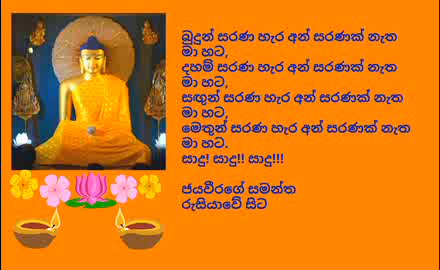 බුදුන් සරණ හැර අන් සරණක් නැත
මා හට,
දහම් සරණ හැර අන් සරණක් නැත
මා හට,
සඟුන් සරණ හැර අන් සරණක් නැත
මා හට,
මෙතුන් සරණ හැර අන් සරණක් නැත
මා හට.
සාදු! සාදු!! සාදු!!!
ජයවීරගේ සමන්ත
රුසියාවේ සිට